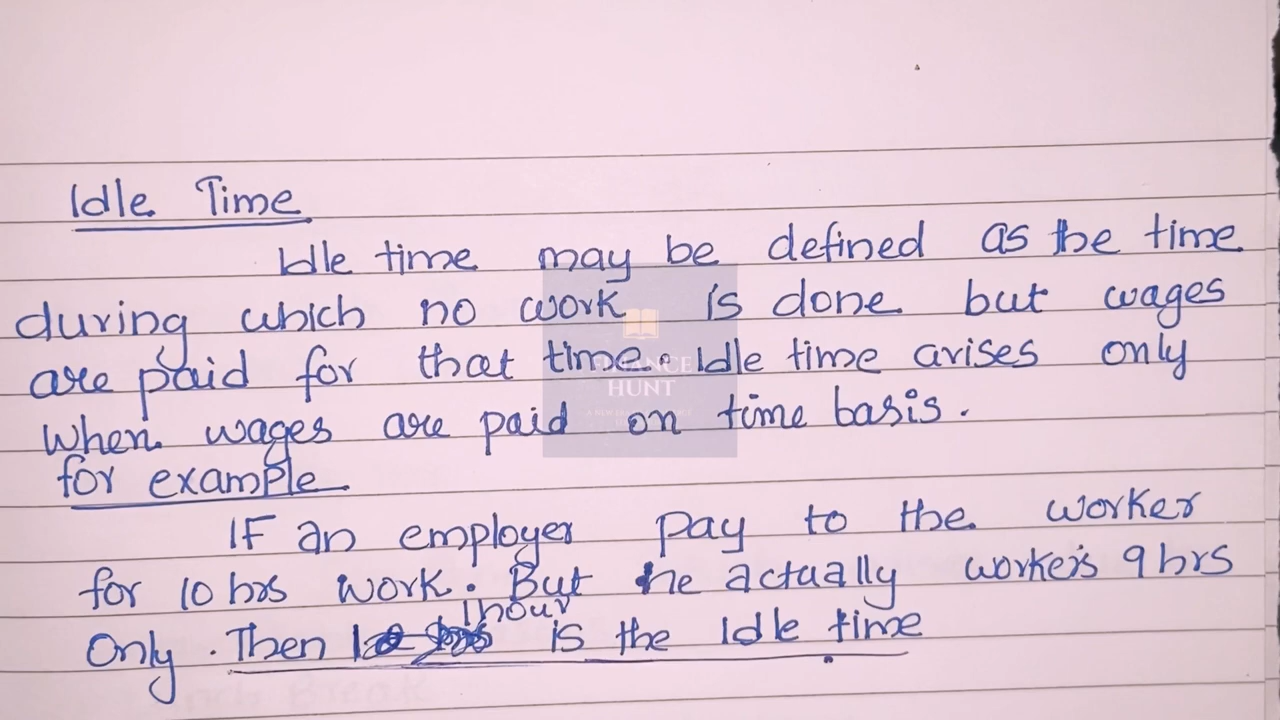 Idle Time
Idle time may be defined as the time
during which no work is done but wages
are paid for that time. Idle time arises only
when wages are paid on time basis.
for example
IF an employer pay to the worker
for 10 hrs work. But he actually workers 9 hrs
1 hour
Only. Then is the Idle time
HUNT